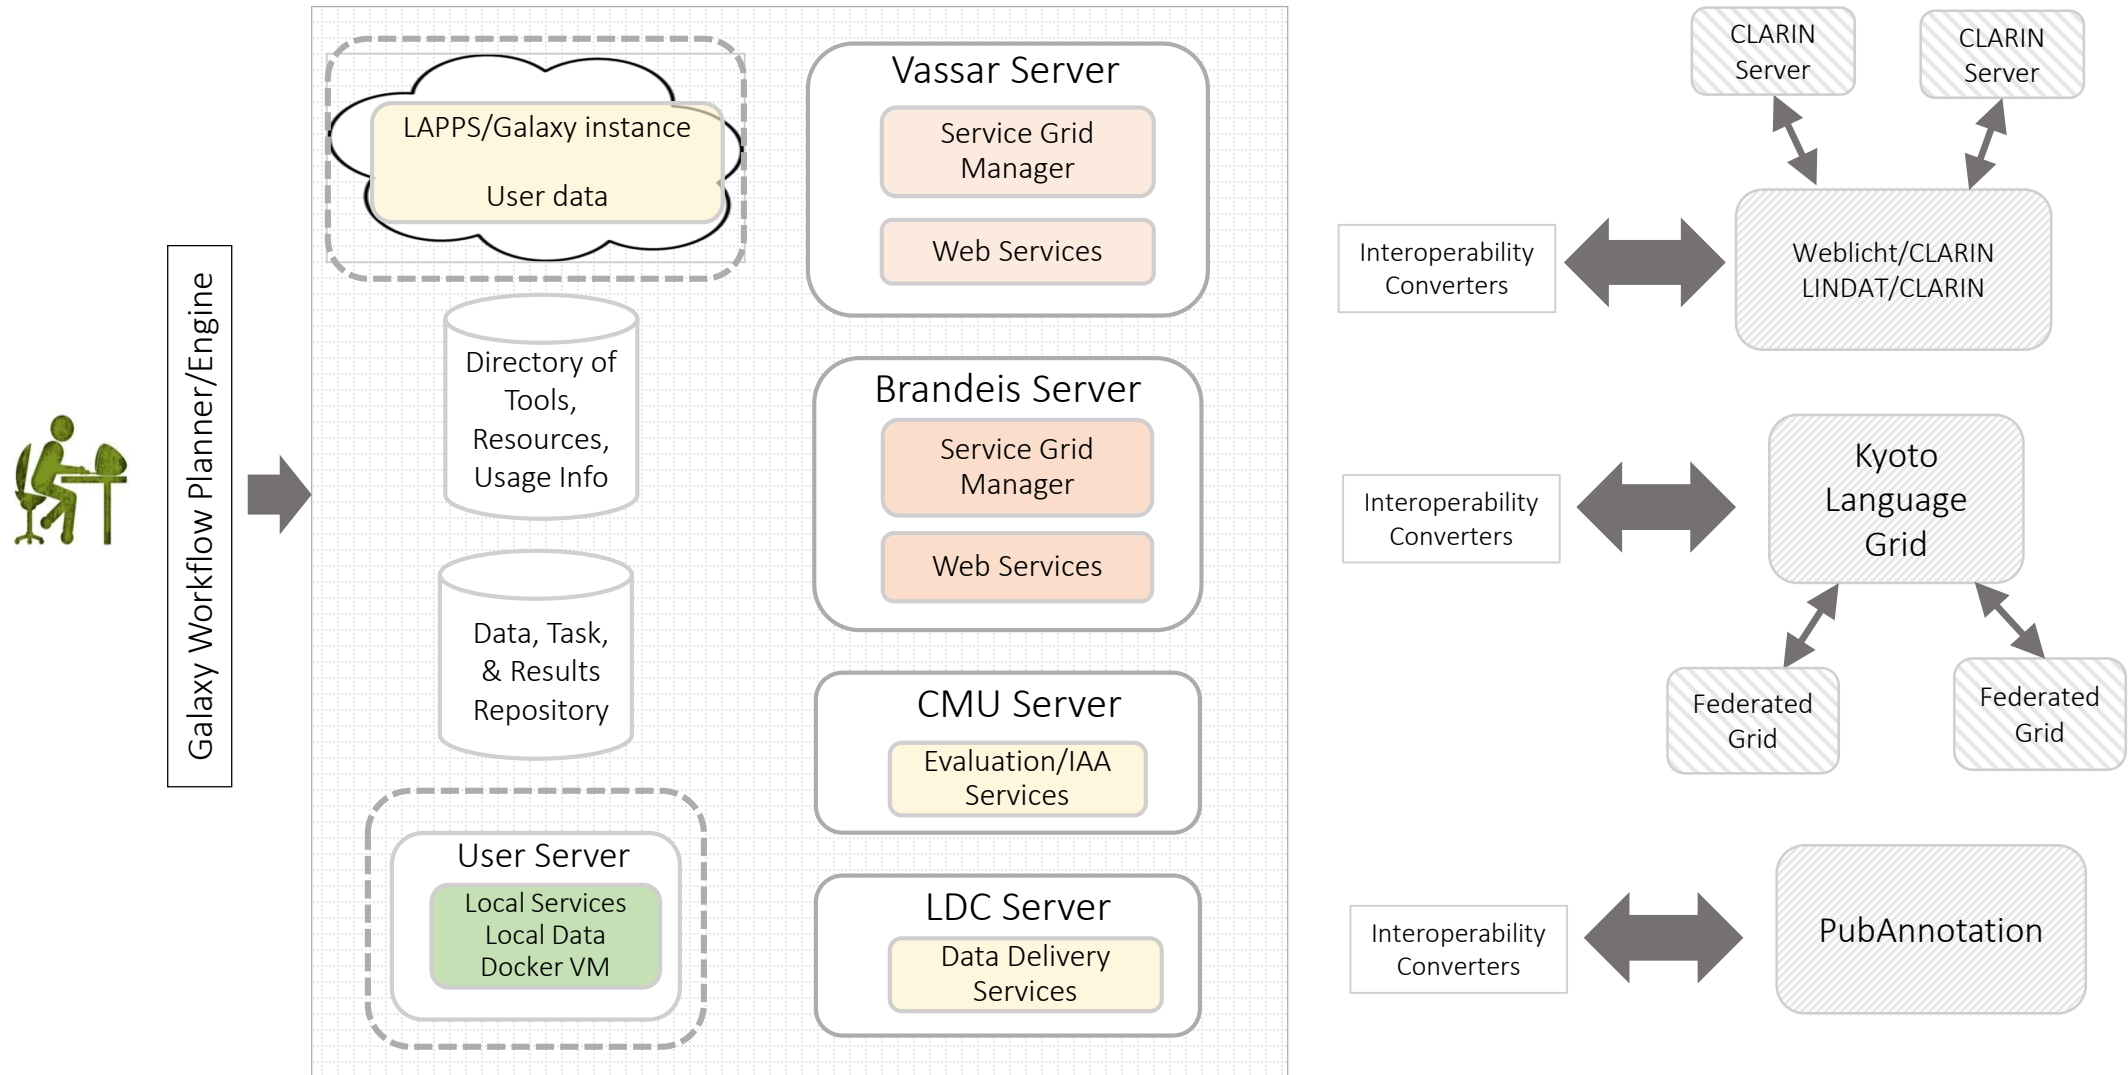 Galaxy Workflow Planner/Engine
LAPPS/Galaxy instance
User data
Directory of
Tools,
Resources,
Usage Info
Data, Task,
& Results
Repository
User Server
Local Services
Local Data
Docker VM
Vassar Server
Service Grid
Manager
Web Services
Brandeis Server
Service Grid
Manager
Web Services
CMU Server
Evaluation/IAA
Services
LDC Server
Data Delivery
Services
CLARIN
Server
CLARIN
Server
Interoperability
Converters
Weblicht/CLARIN
LINDAT/CLARIN
Interoperability
Converters
Kyoto
Language
Grid
Federated
Grid
Federated
Grid
Interoperability
Converters
PubAnnotation